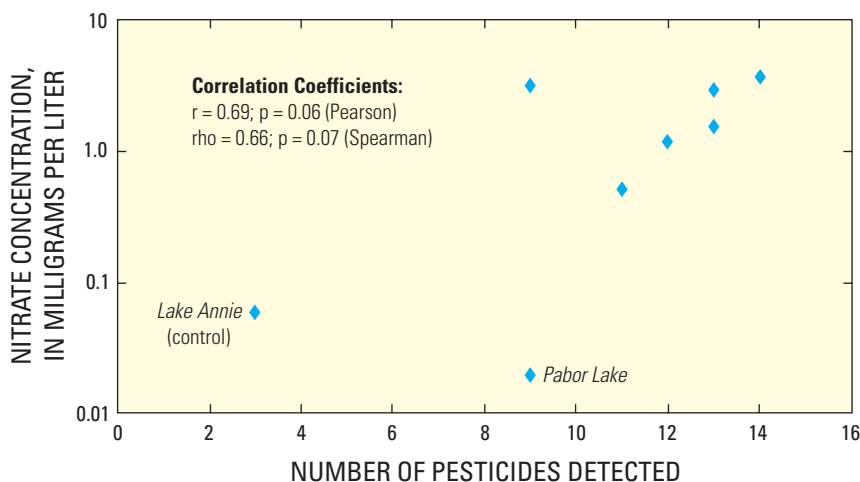 NITRATE CONCENTRATION,
IN MILLIGRAMS PER LITER
10
1.0
0.1
0.01
Correlation Coefficients:
r = 0.69; p = 0.06 (Pearson)
rho = 0.66; p = 0.07 (Spearman)
Lake Annie
(control)
Pabor Lake
0 2 4 6 8 10 12 14 16
NUMBER OF PESTICIDES DETECTED